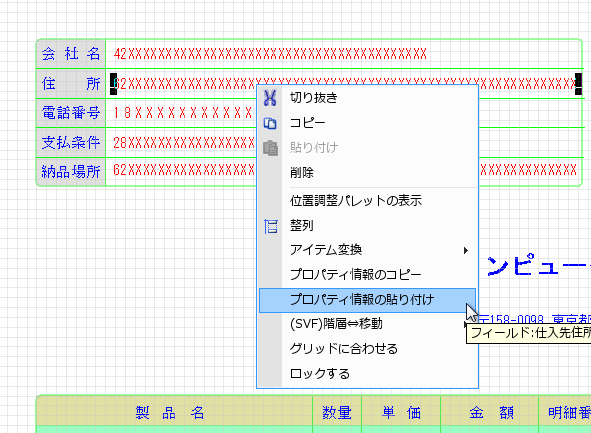 会 社 名 42XXXXXXXXXXXXXXXXXXXXXXXXXXXXXXXXXXXXXXXX
住 所 62XXXXXXXXXXXXXXXXXXXXXXXXXXXXXXXXXXXXXXXXXXXXXXXXXXXXXXXXXXXX
電話番号 18XXXXXXXXXXX
支払条件 28XXXXXXXXXXXXXXXXXX
納品場所 62XXXXXXXXXXXXXXXXXXXXXXXXXXXXXXXXXXXXXXXXXXXXXXXXXXXXXXXXXXXX
切り抜き
コピー
貼り付け
削除
位置調整パレットの表示
整列
アイテム変換
プロパティ情報のコピー
プロパティ情報の貼り付け
(SVF)階層⇔移動
グリッドに合わせる
ロックする
ンピュー
〒158-0098 東京都
フィールド:仕入先住所
製 品 名 数量 単 価 金 額 明細番